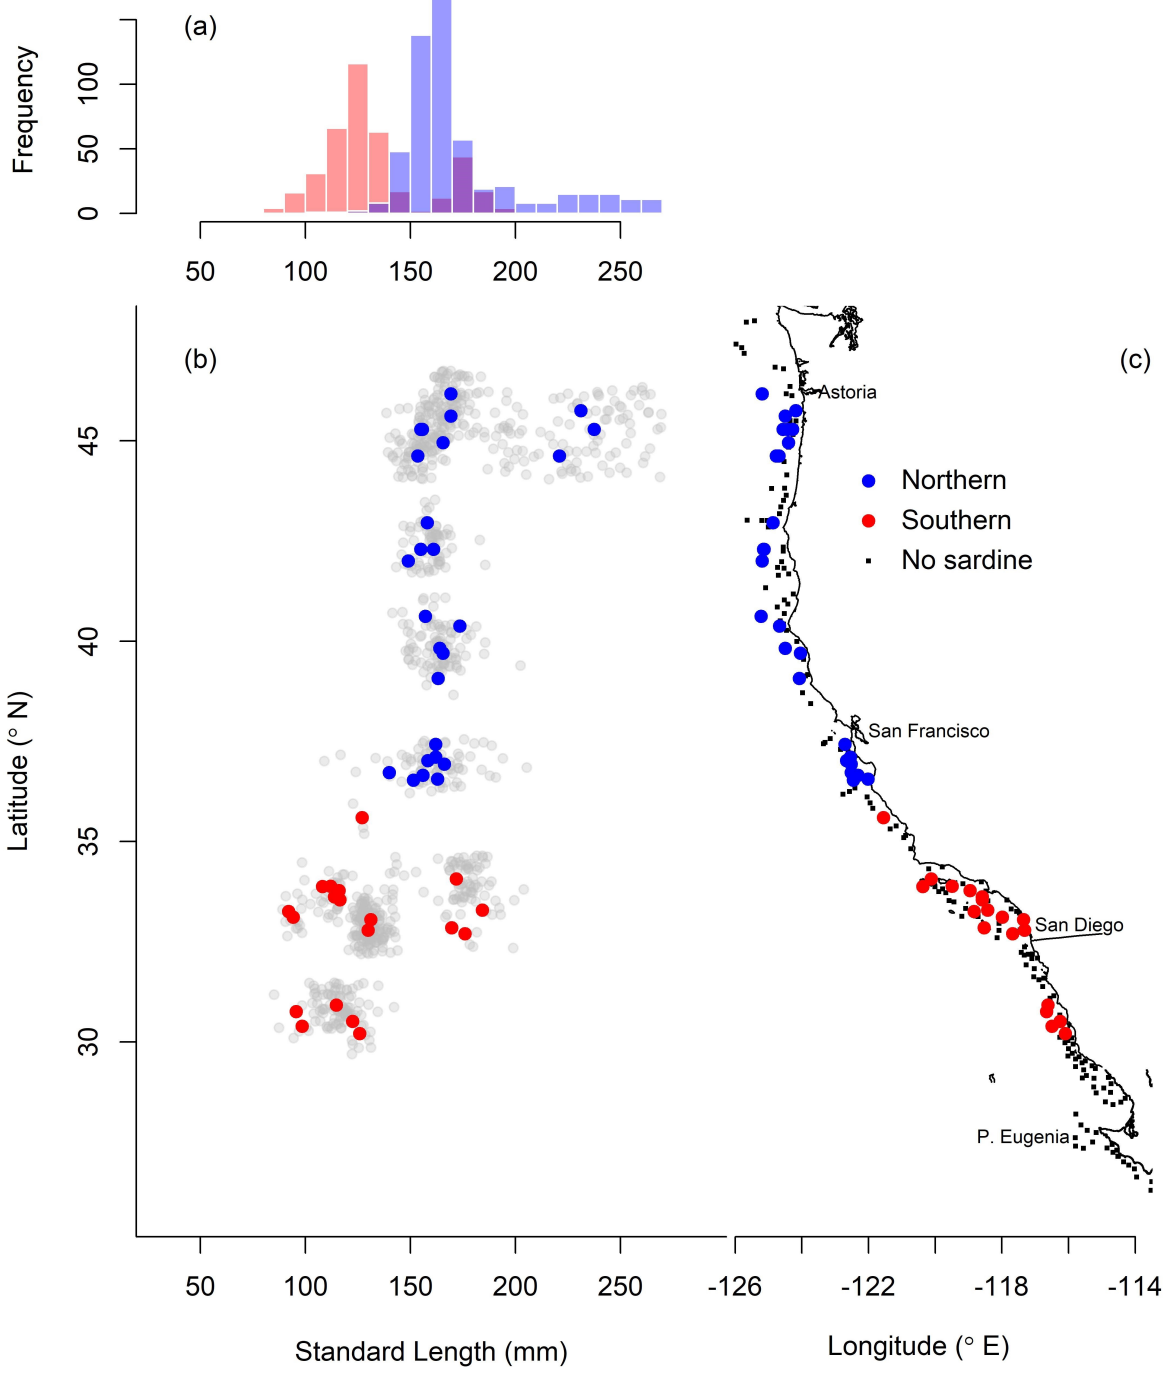 (a)
Frequency
0
50
100
50
100
150
200
250
(b)
(c)
Astoria
Northern
Southern
No sardine
San Francisco
San Diego
P. Eugenia
Latitude (° N)
45
40
35
30
50
100
150
200
250
-126
-122
-118
-114
Standard Length (mm)
Longitude (° E)